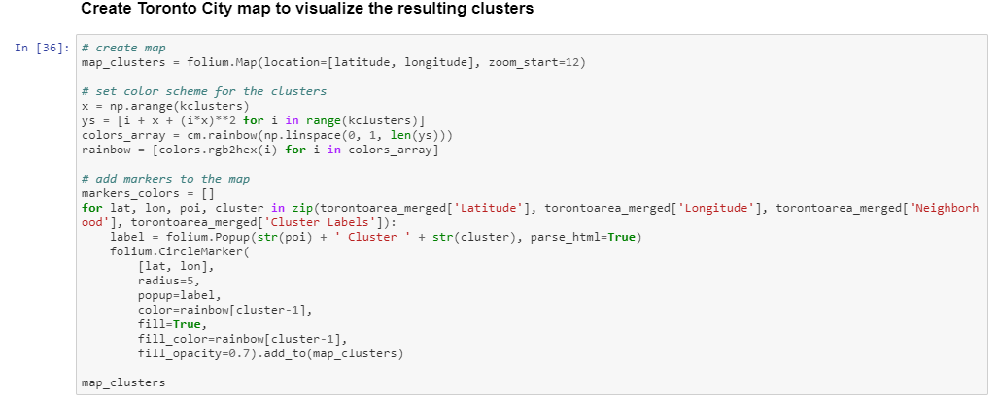 Create Toronto City map to visualize the resulting clusters
In [36]: # create map
map_clusters = folium.Map(location=[latitude, longitude], zoom_start=12)
# set color scheme for the clusters
x = np.arange(kclusters)
ys = [i + x + (i*x)**2 for i in range(kclusters)]
colors_array = cm.rainbow(np.linspace(0, 1, len(ys)))
rainbow = [colors.rgb2hex(i) for i in colors_array]
# add markers to the map
markers_colors = []
for lat, lon, poi, cluster in zip(torontoarea_merged['Latitude'], torontoarea_merged['Longitude'], torontoarea_merged['Neighborh
ood'], torontoarea_merged['Cluster Labels']):
    label = folium.Popup(str(poi) + ' Cluster ' + str(cluster), parse_html=True)
    folium.CircleMarker(
        [lat, lon],
        radius=5,
        popup=label,
        color=rainbow[cluster-1],
        fill=True,
        fill_color=rainbow[cluster-1],
        fill_opacity=0.7).add_to(map_clusters)
map_clusters